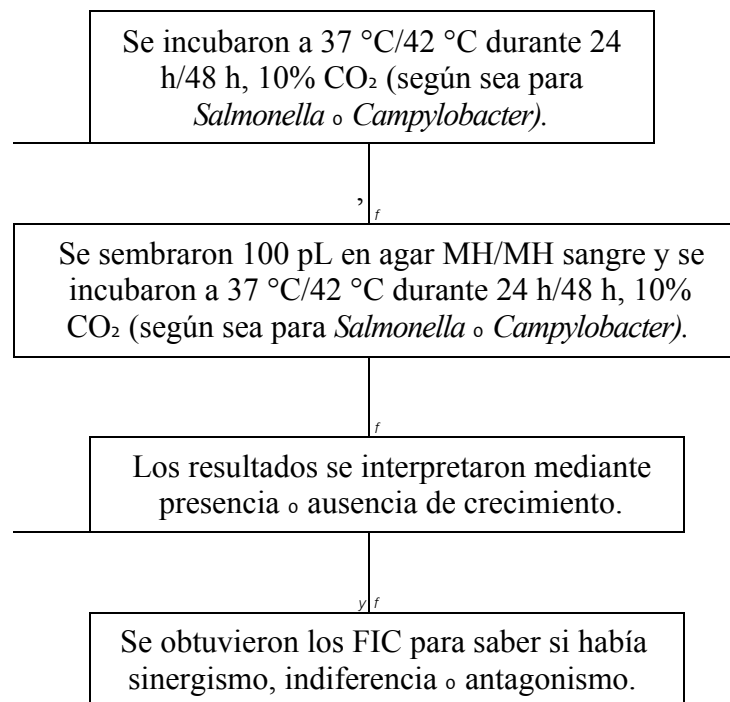 Se incubaron a 37 °C/42 °C durante 24
h/48 h, 10% CO₂ (según sea para
Salmonella o Campylobacter).
, f
Se sembraron 100 pL en agar MH/MH sangre y se
incubaron a 37 °C/42 °C durante 24 h/48 h, 10%
CO₂ (según sea para Salmonella o Campylobacter).
f
Los resultados se interpretaron mediante
presencia o ausencia de crecimiento.
y f
Se obtuvieron los FIC para saber si había
sinergismo, indiferencia o antagonismo.